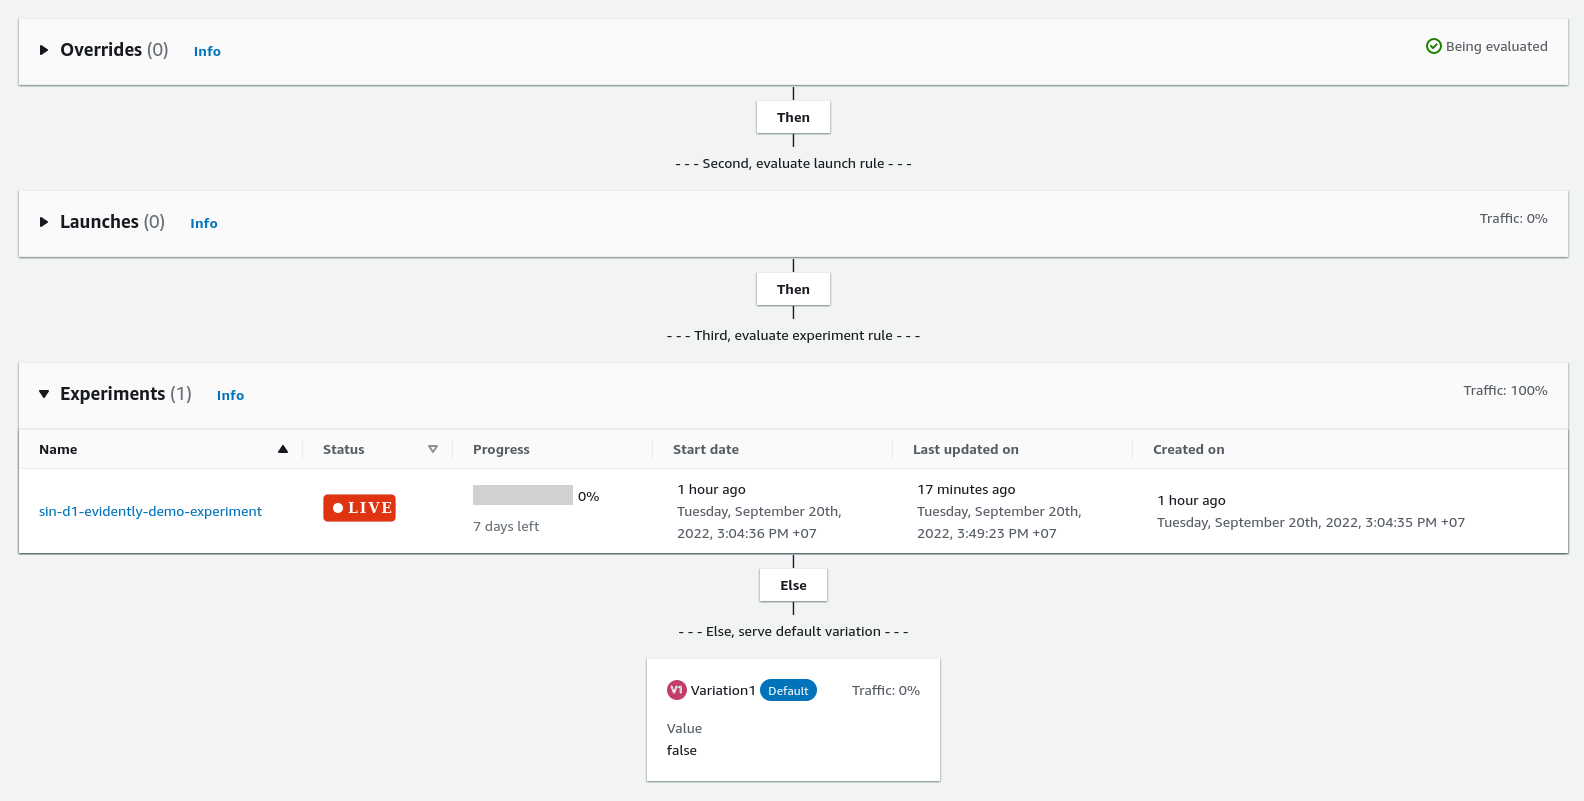 Overrides (0) Info
Being evaluated
Then
- - - Second, evaluate launch rule - - -
Launches (0) Info
Traffic: 0%
Then
- - - Third, evaluate experiment rule - - -
Experiments (1) Info
Traffic: 100%
Name Status Progress Start date Last updated on Created on
sin-d1-evidently-demo-experiment
LIVE
0%
7 days left
1 hour ago
Tuesday, September 20th,
2022, 3:04:36 PM +07
17 minutes ago
Tuesday, September 20th,
2022, 3:49:23 PM +07
1 hour ago
Tuesday, September 20th, 2022, 3:04:35 PM +07
Else
- - - Else, serve default variation - - -
V1 Variation1 Default Traffic: 0%
Value
false